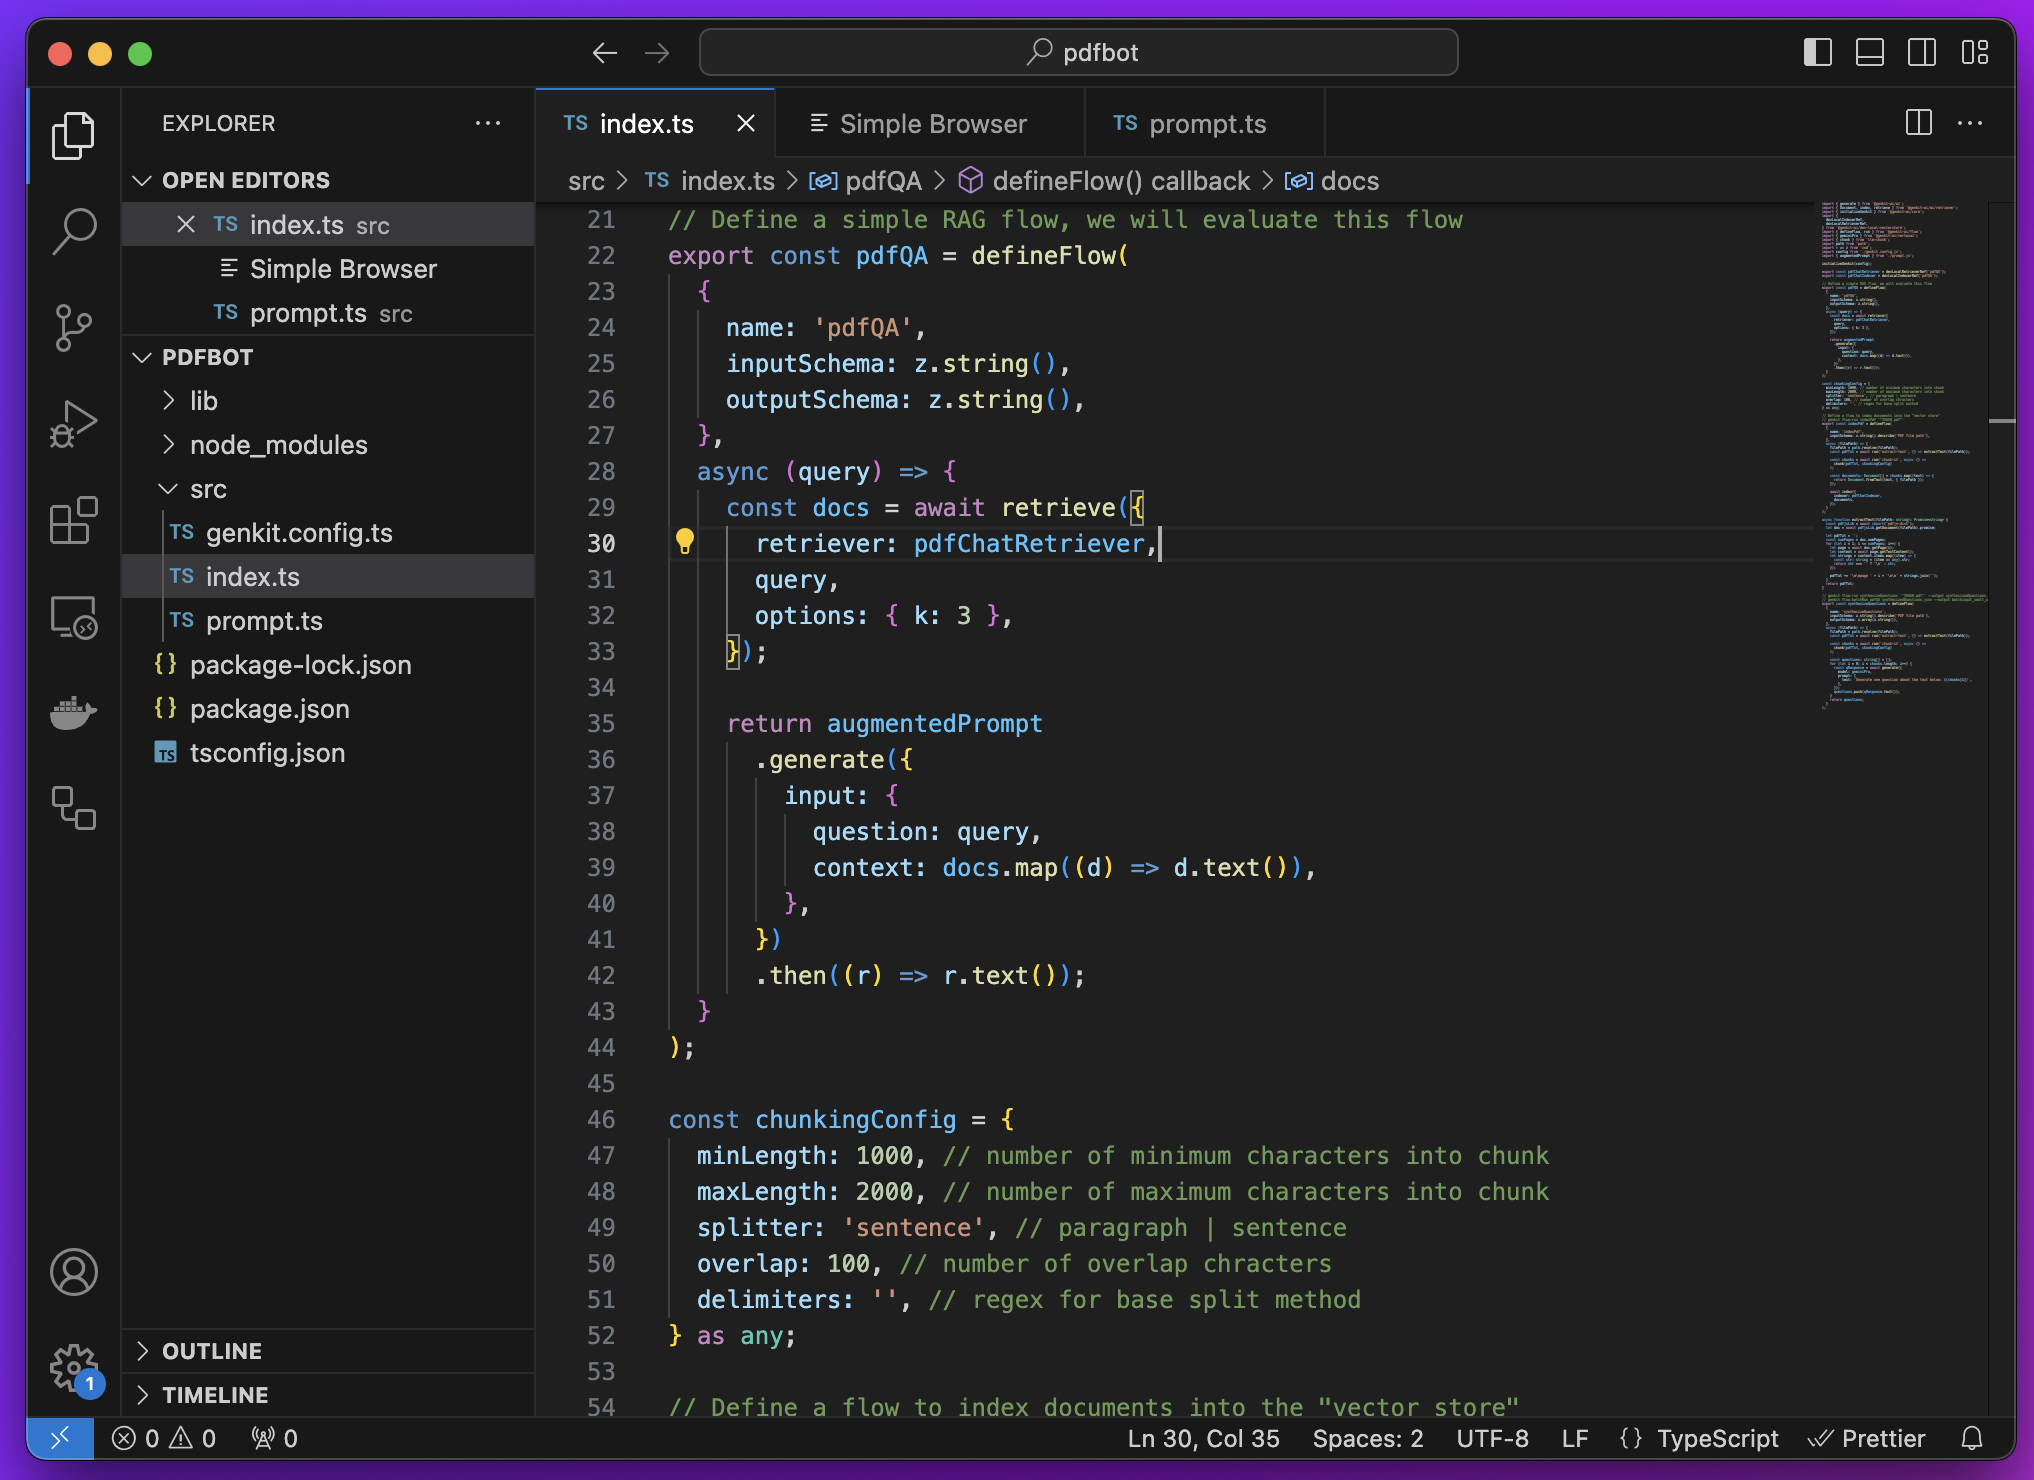 pdfbot
EXPLORER
OPEN EDITORS
TS index.ts src
Simple Browser
TS prompt.ts src
PDFBOT
lib
node_modules
src
TS genkit.config.ts
TS index.ts
TS prompt.ts
{} package-lock.json
{} package.json
TS tsconfig.json
OUTLINE
TIMELINE
1
TS index.ts
Simple Browser
TS prompt.ts
src > TS index.ts > pdfQA > defineFlow() callback > docs
21 // Define a simple RAG flow, we will evaluate this flow
22 export const pdfQA = defineFlow(
23 {
24 name: 'pdfQA',
25 inputSchema: z.string(),
26 outputSchema: z.string(),
27 },
28 async (query) => {
29 const docs = await retrieve({
30 retriever: pdfChatRetriever,
31 query,
32 options: { k: 3 },
33 });
34
35 return augmentedPrompt
36 .generate({
37 input: {
38 question: query,
39 context: docs.map((d) => d.text()),
40 },
41 })
42 .then((r) => r.text());
43 }
44 );
45
46 const chunkingConfig = {
47 minLength: 1000, // number of minimum characters into chunk
48 maxLength: 2000, // number of maximum characters into chunk
49 splitter: 'sentence', // paragraph | sentence
50 overlap: 100, // number of overlap chracters
51 delimiters: '', // regex for base split method
52 } as any;
53
54 // Define a flow to index documents into the "vector store"
0 0 0
Ln 30, Col 35 Spaces: 2 UTF-8 LF {} TypeScript Prettier